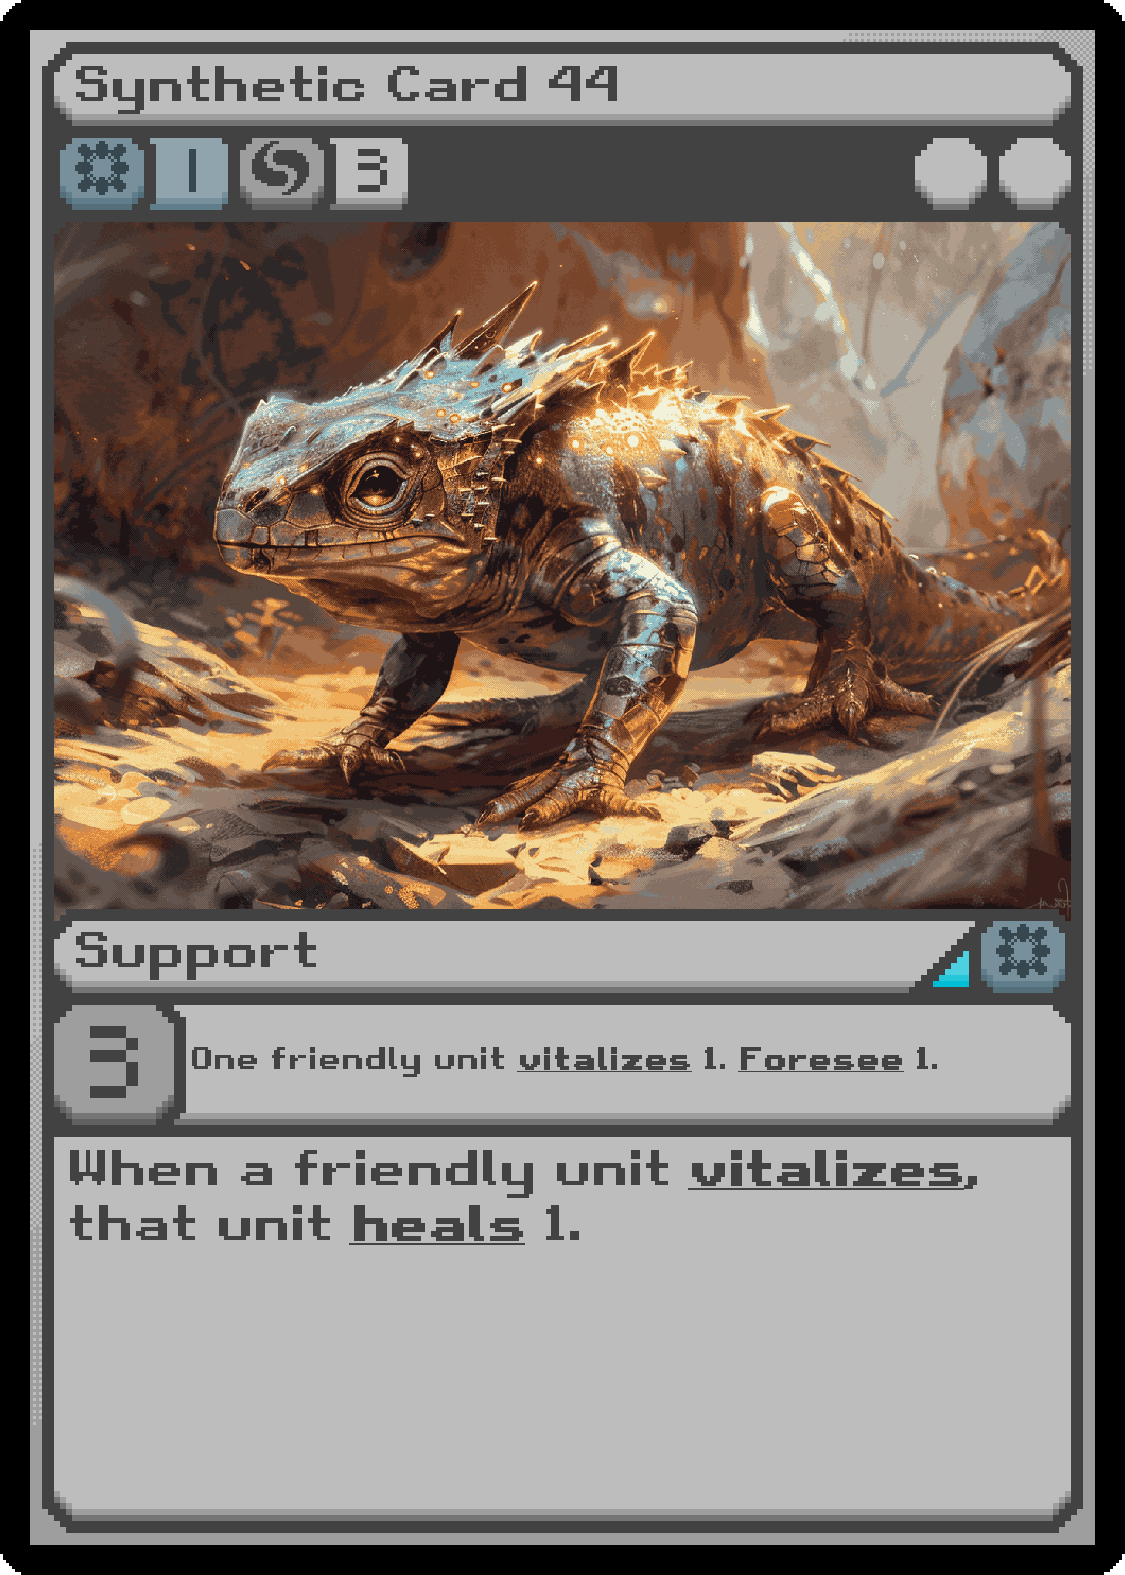 Synthetic Card 44
1 3
Support
3
One friendly unit vitalizes 1. Foresee 1.
When a friendly unit vitalizes,
that unit heals 1.